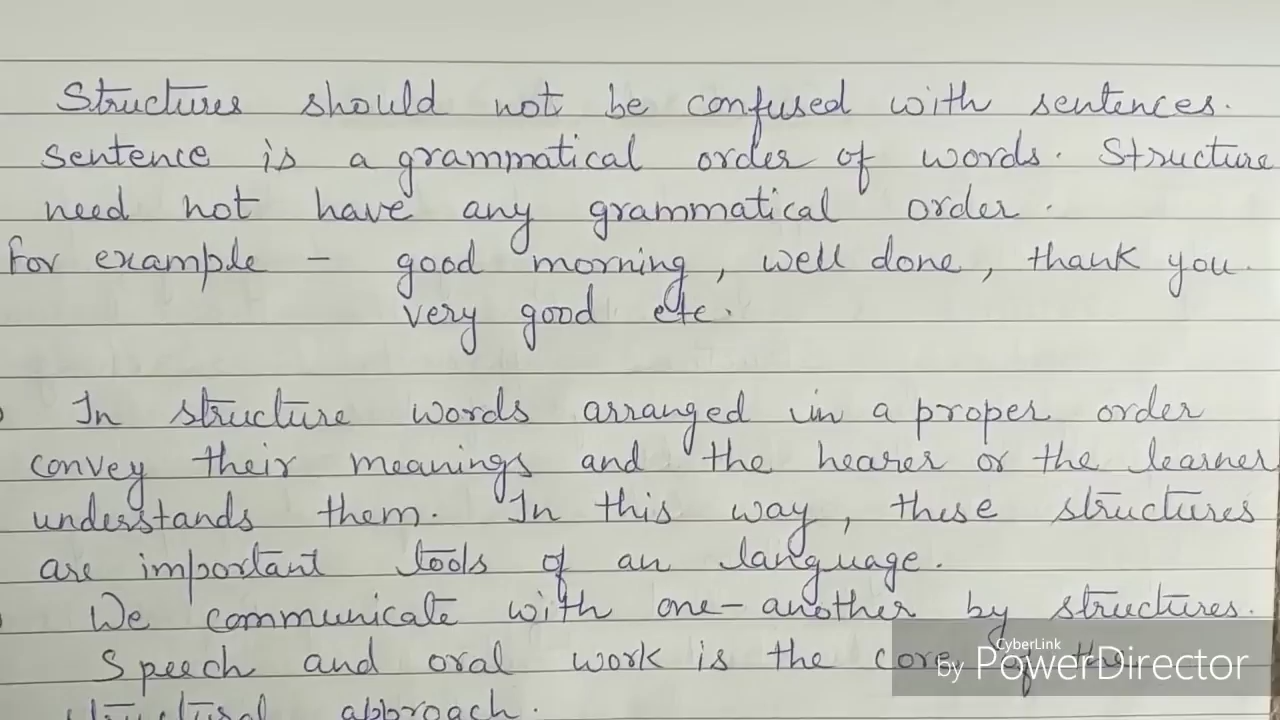 Structures should not be confused with sentences.
Sentence is a grammatical order of words. Structure
need not have any grammatical order.
For example - good morning, well done, thank you.
very good etc.
In structure words arranged in a proper order
convey their meanings and the hearer or the learner
understands them. In this way, these structures
are important tools of an language.
We communicate with one-another by structures.
Speech and oral work is the core of the
structural approach.
CyberLink
by PowerDirector